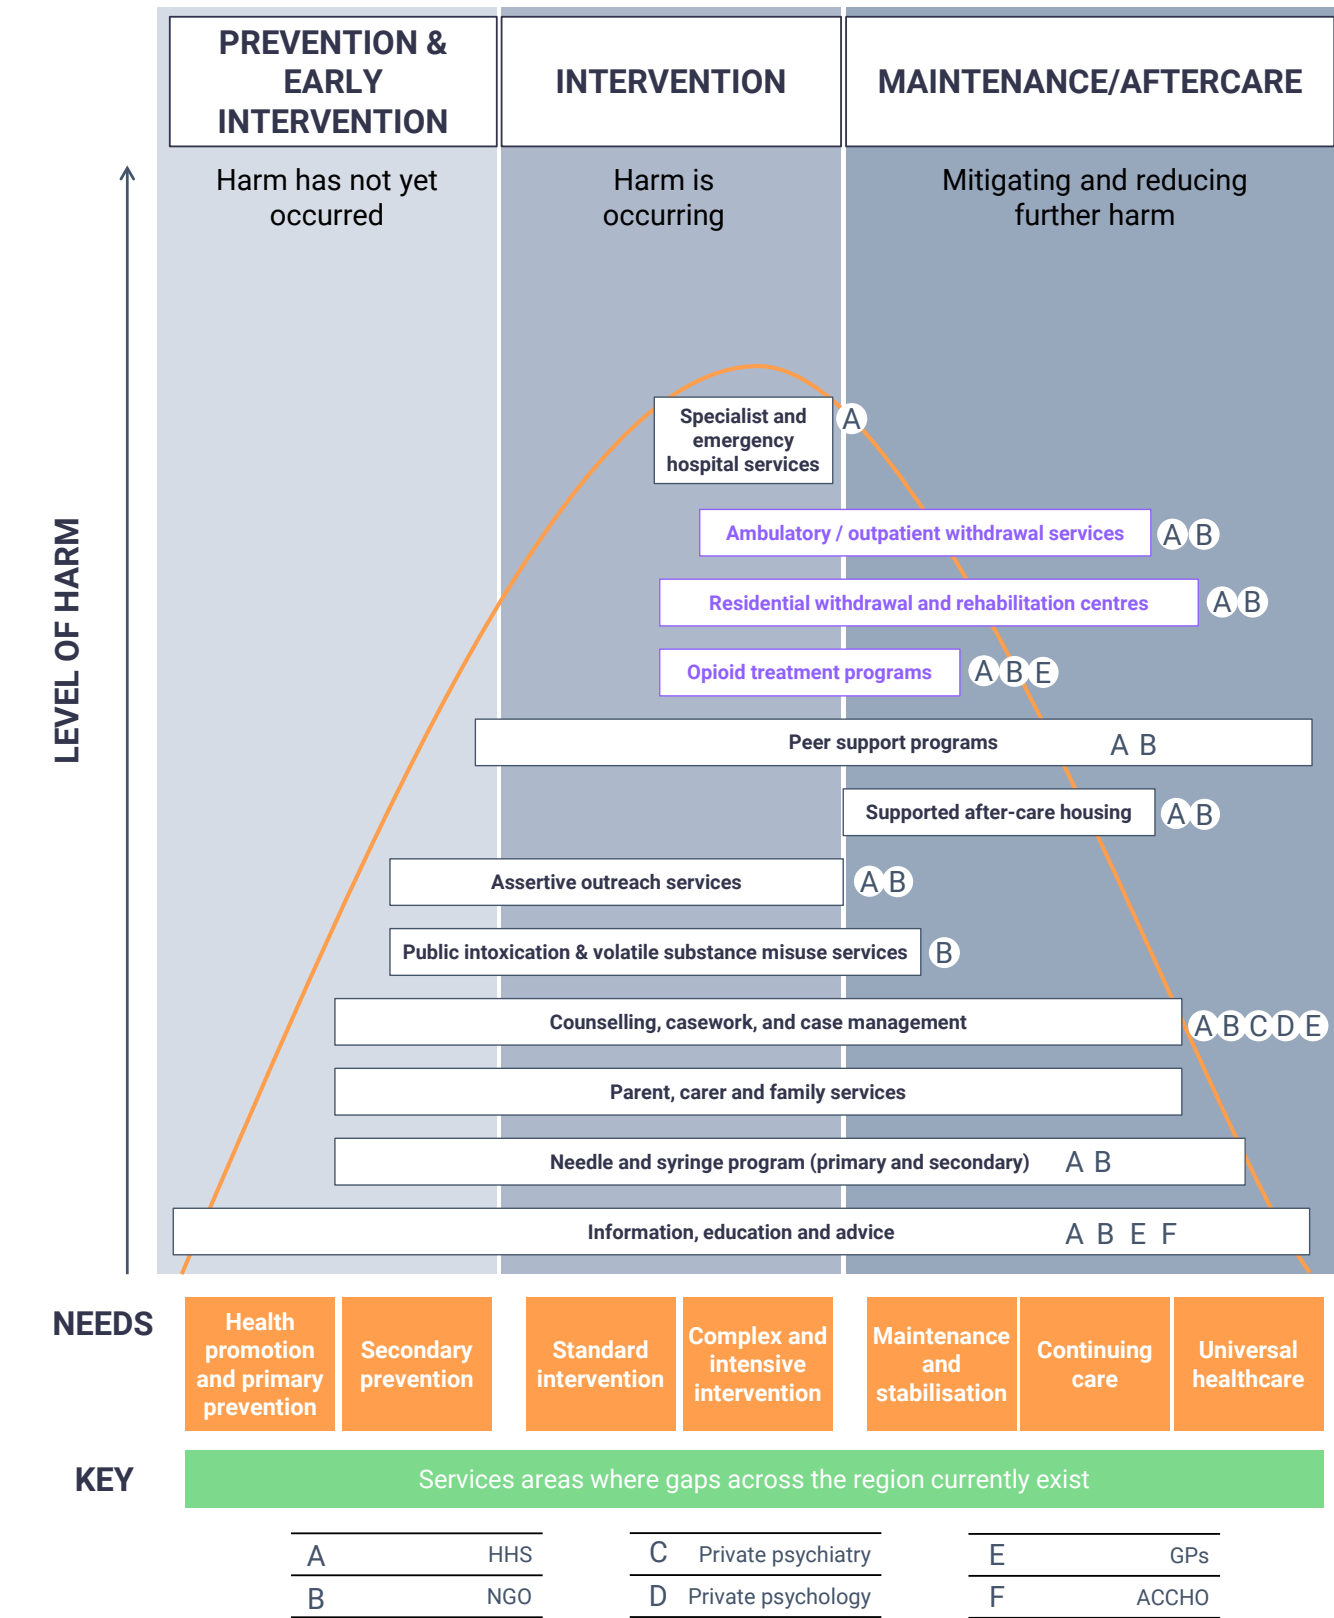 PREVENTION &
EARLY
INTERVENTION
INTERVENTION
MAINTENANCE/AFTERCARE
Harm has not yet
occurred
Harm is
occurring
Mitigating and reducing
further harm
LEVEL OF HARM
Specialist and
emergency
hospital services
A
Ambulatory / outpatient withdrawal services
A B
Residential withdrawal and rehabilitation centres
A B
Opioid treatment programs
A B E
Peer support programs
A B
Supported after-care housing
A B
Assertive outreach services
A B
Public intoxication & volatile substance misuse services
B
Counselling, casework, and case management
A B C D E
Parent, carer and family services
Needle and syringe program (primary and secondary)
A B
Information, education and advice
A B E F
NEEDS
Health
promotion
and primary
prevention
Secondary
prevention
Standard
intervention
Complex and
intensive
intervention
Maintenance
and
stabilisation
Continuing
care
Universal
healthcare
KEY
Services areas where gaps across the region currently exist
A HHS
B NGO
C Private psychiatry
D Private psychology
E GPs
F ACCHO